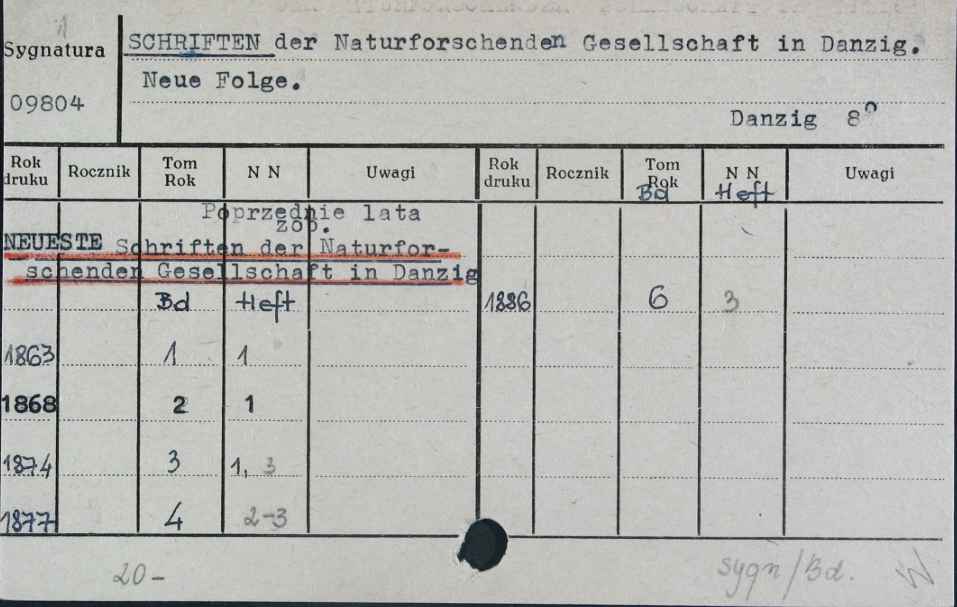 Sygnatura
09804
SCHRIFTEN der Naturforschenden Gesellschaft in Danzig.
Neue Folge.
Danzig 8º
Rok druku Rocznik Tom Rok N N Uwagi Rok druku Rocznik Tom Rok N N Uwagi
Bd Heft
Poprzednie lata
zob.
NEUESTE Schriften der Naturfor-
schenden Gesellschaft in Danzig
Bd Heft 1886 6 3
1863 1 1
1868 2 1
1874 3 1, 3
1877 4 2-3
20- sygn/Bd. W